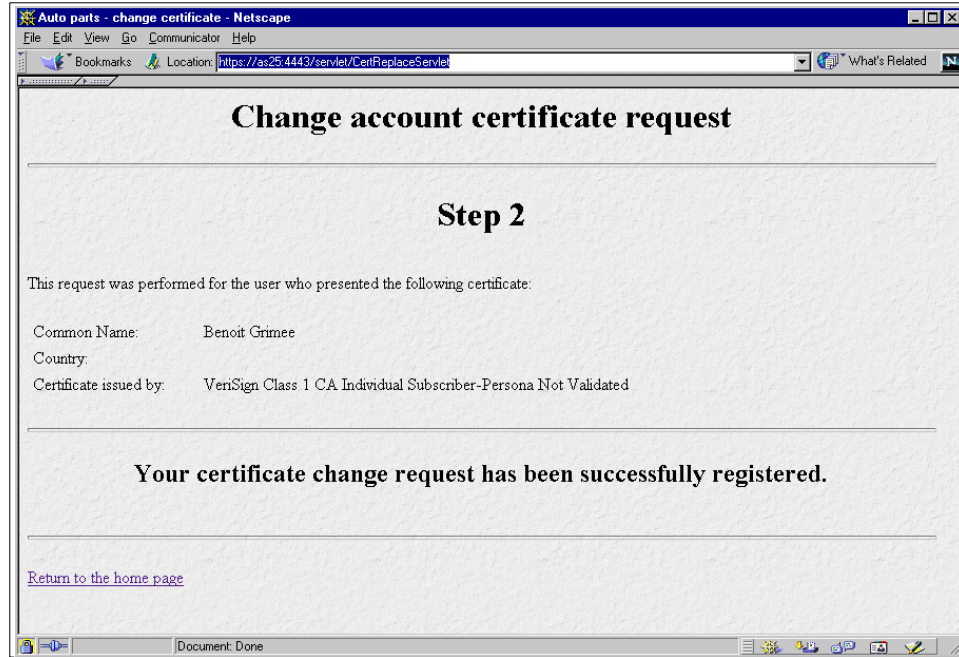 Auto parts - change certificate - Netscape
File Edit View Go Communicator Help
Bookmarks Location: https://as25:4443/servlet/CertReplaceServlet What's Related N
Change account certificate request
Step 2
This request was performed for the user who presented the following certificate:
Common Name: Benoit Grimee
Country:
Certificate issued by: VeriSign Class 1 CA Individual Subscriber-Persona Not Validated
Your certificate change request has been successfully registered.
Return to the home page
Document: Done